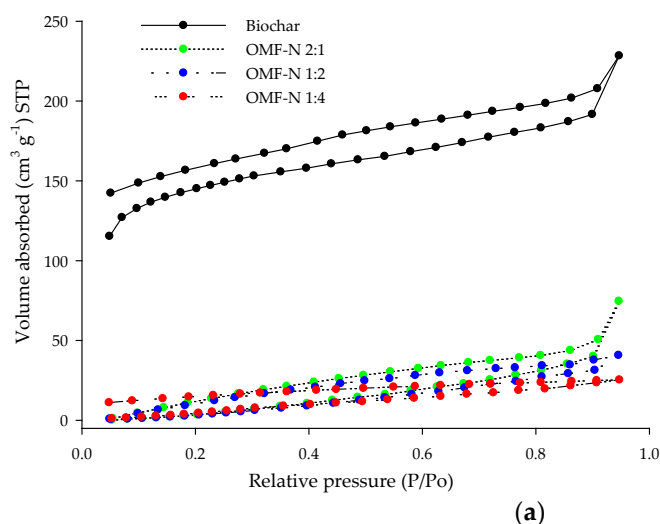 Biochar
OMF-N 2:1
OMF-N 1:2
OMF-N 1:4
250
200
150
100
50
0
Volume absorbed (cm³ g⁻¹) STP
0.0
0.2
0.4
0.6
0.8
1.0
Relative pressure (P/Po)
(a)